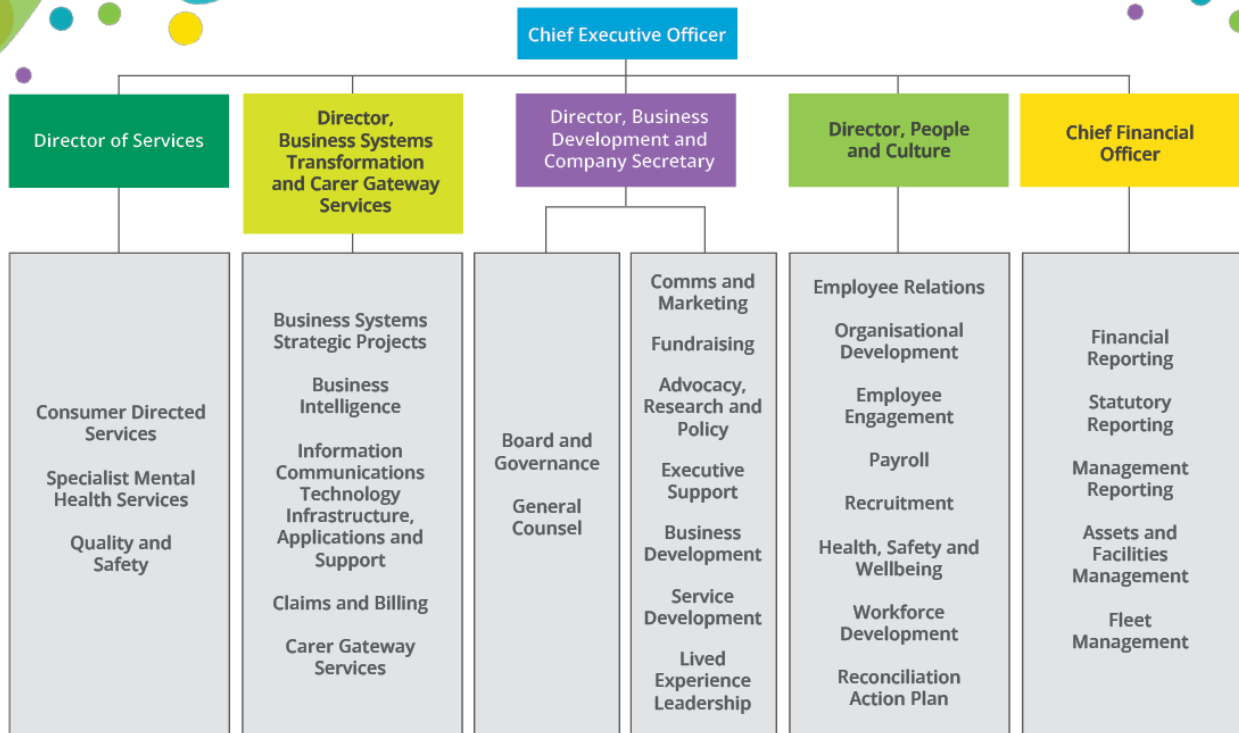 Chief Executive Officer
Director of Services
Director,
Business Systems
Transformation
and Carer Gateway
Services
Director, Business
Development and
Company Secretary
Director, People
and Culture
Chief Financial
Officer
Consumer Directed
Services
Specialist Mental
Health Services
Quality and
Safety
Business Systems
Strategic Projects
Business
Intelligence
Information
Communications
Technology
Infrastructure,
Applications and
Support
Claims and Billing
Carer Gateway
Services
Board and
Governance
General
Counsel
Comms and
Marketing
Fundraising
Advocacy,
Research and
Policy
Executive
Support
Business
Development
Service
Development
Lived
Experience
Leadership
Employee Relations
Organisational
Development
Employee
Engagement
Payroll
Recruitment
Health, Safety and
Wellbeing
Workforce
Development
Reconciliation
Action Plan
Financial
Reporting
Statutory
Reporting
Management
Reporting
Assets and
Facilities
Management
Fleet
Management